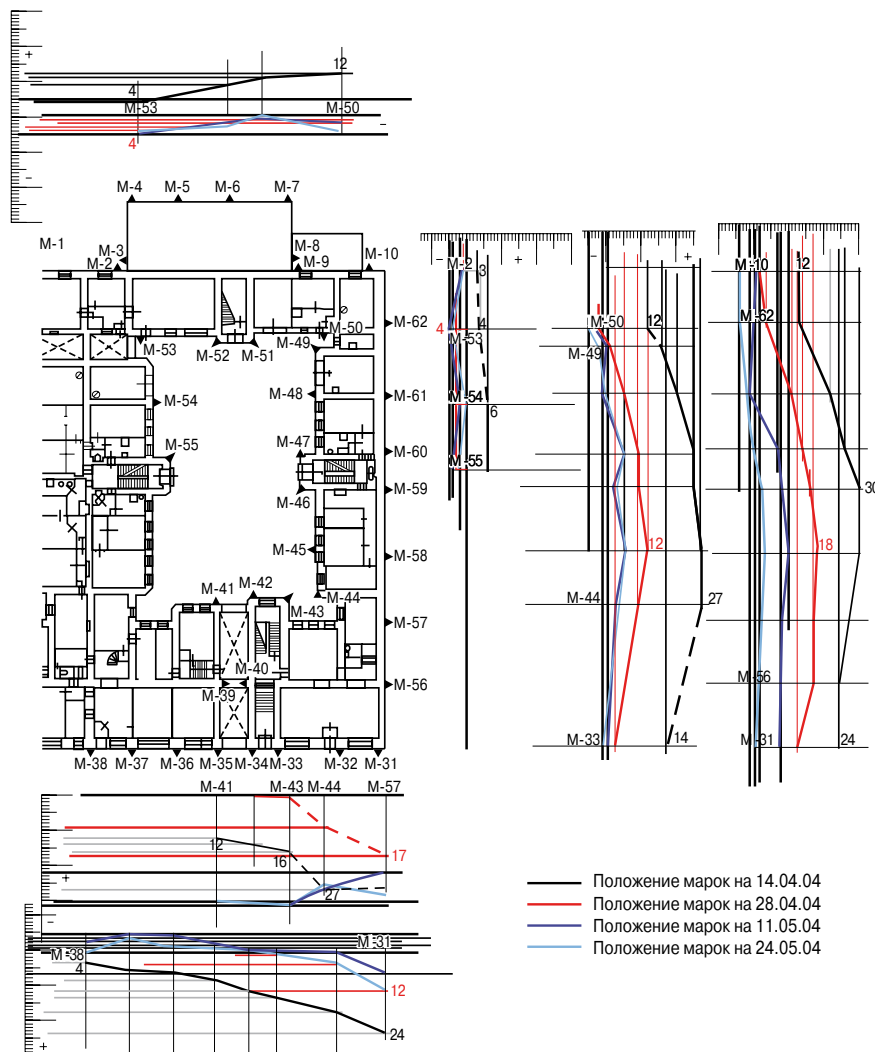 +
12
4
М-53
М-50
−
4
−
М-4
М-5
М-6
М-7
М-1
М-3
М-2
М-8
М-9
М-10
М-62
М-53
М-52
М-51
М-49
М-50
М-54
М-48
М-61
М-55
М-47
М-60
М-46
М-59
М-45
М-58
М-41
М-42
М-44
М-43
М-57
М-40
М-39
М-56
М-38
М-37
М-36
М-35
М-34
М-33
М-32
М-31
−
+
М-2
3
4
4
М-53
М-54
6
М-55
−
+
М-50
12
М-49
12
М-44
27
М-33
14
М-10
12
М-62
30
18
М-56
М-31
24
М-41
М-43
М-44
М-57
12
16
17
+
27
−
М-38
М-31
4
12
24
+
Положение марок на 14.04.04
Положение марок на 28.04.04
Положение марок на 11.05.04
Положение марок на 24.05.04